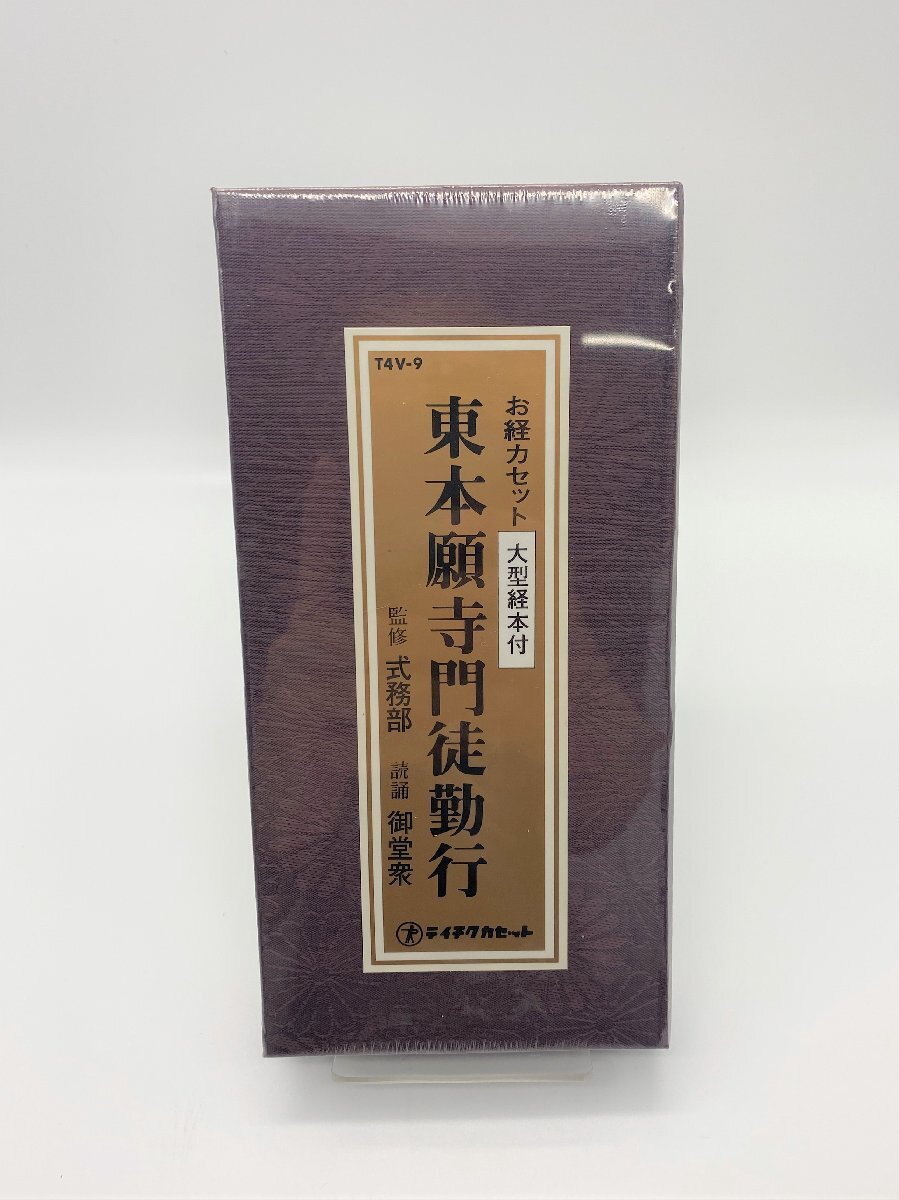 T4V-9
お経カセット
大型経本付
東本願寺門徒勤行
監修 式務部 読誦 御堂衆
テイチクカセット